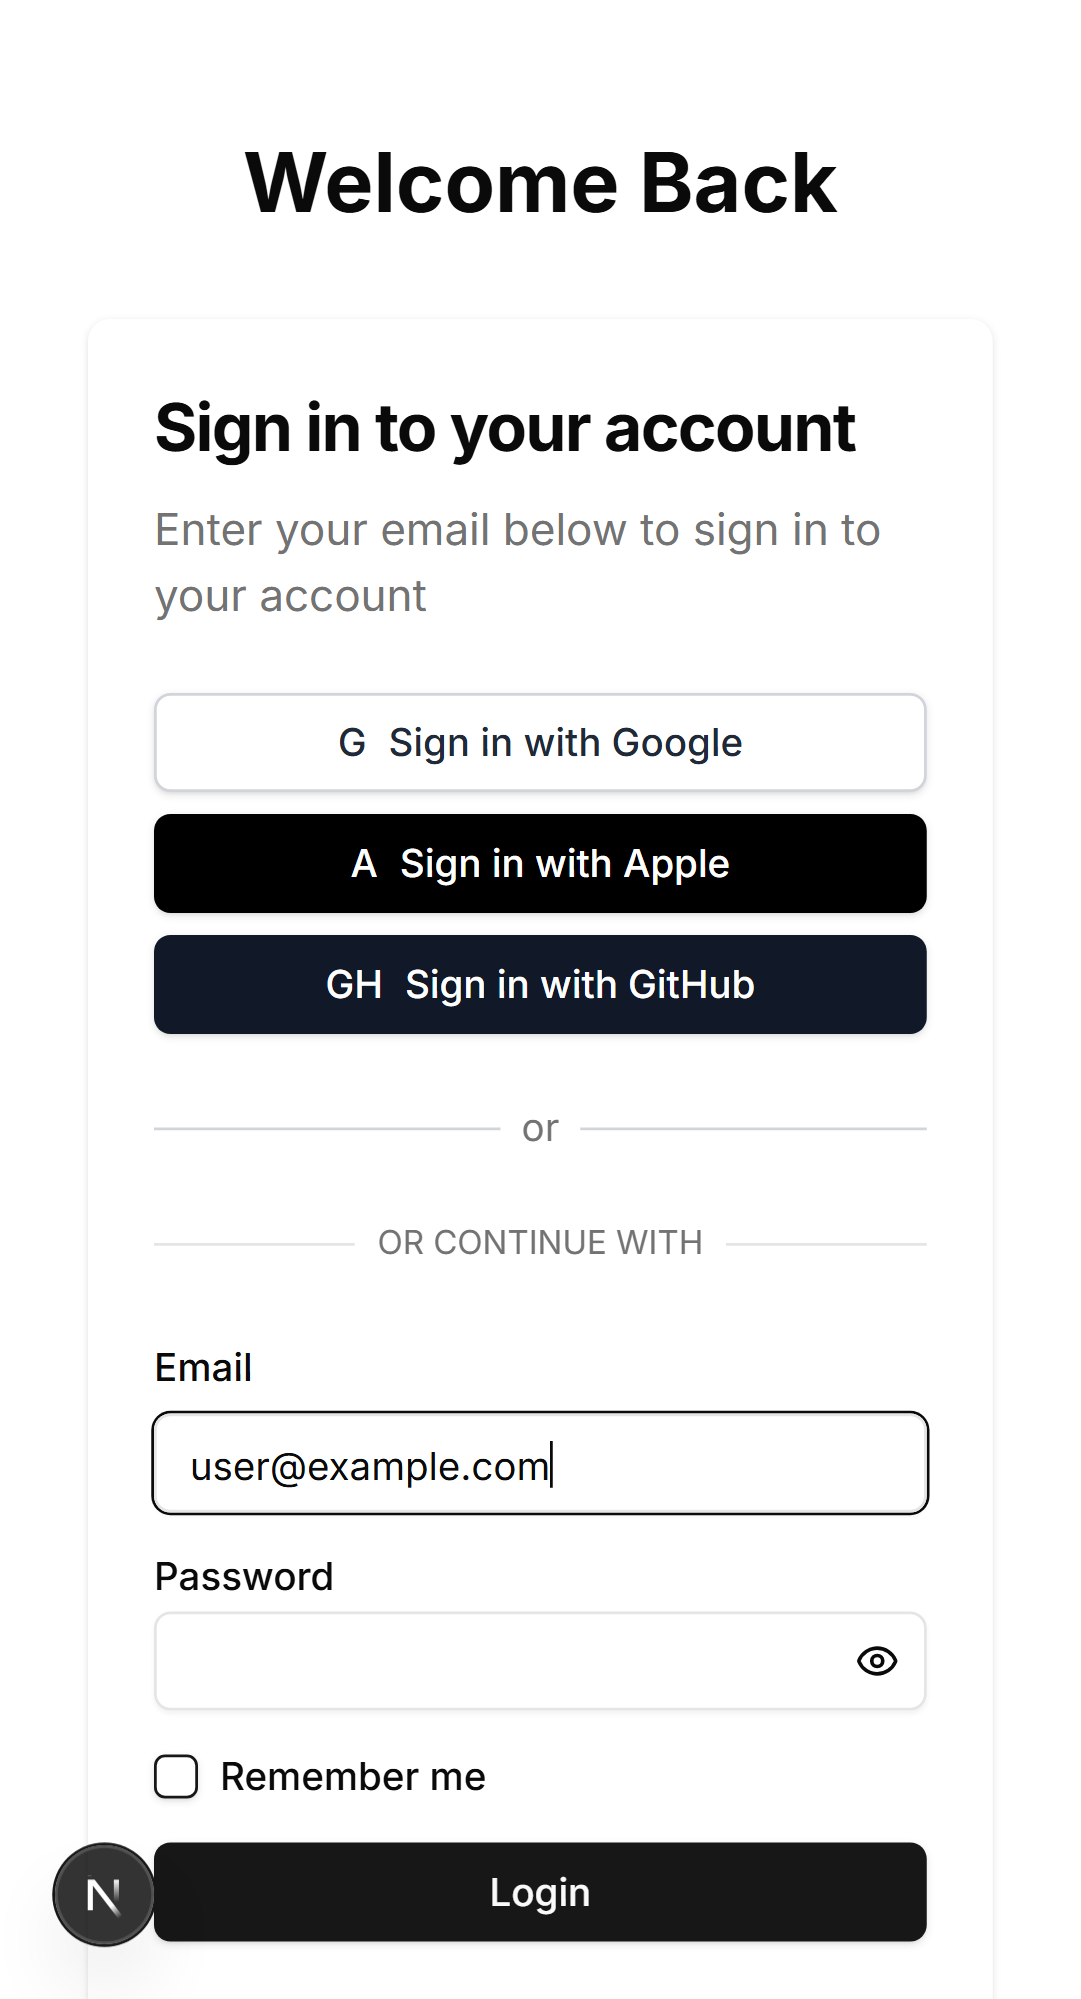 Welcome Back
Sign in to your account
Enter your email below to sign in to
your account
G Sign in with Google
A Sign in with Apple
GH Sign in with GitHub
or
OR CONTINUE WITH
Email
user@example.com
Password
Remember me
N
Login